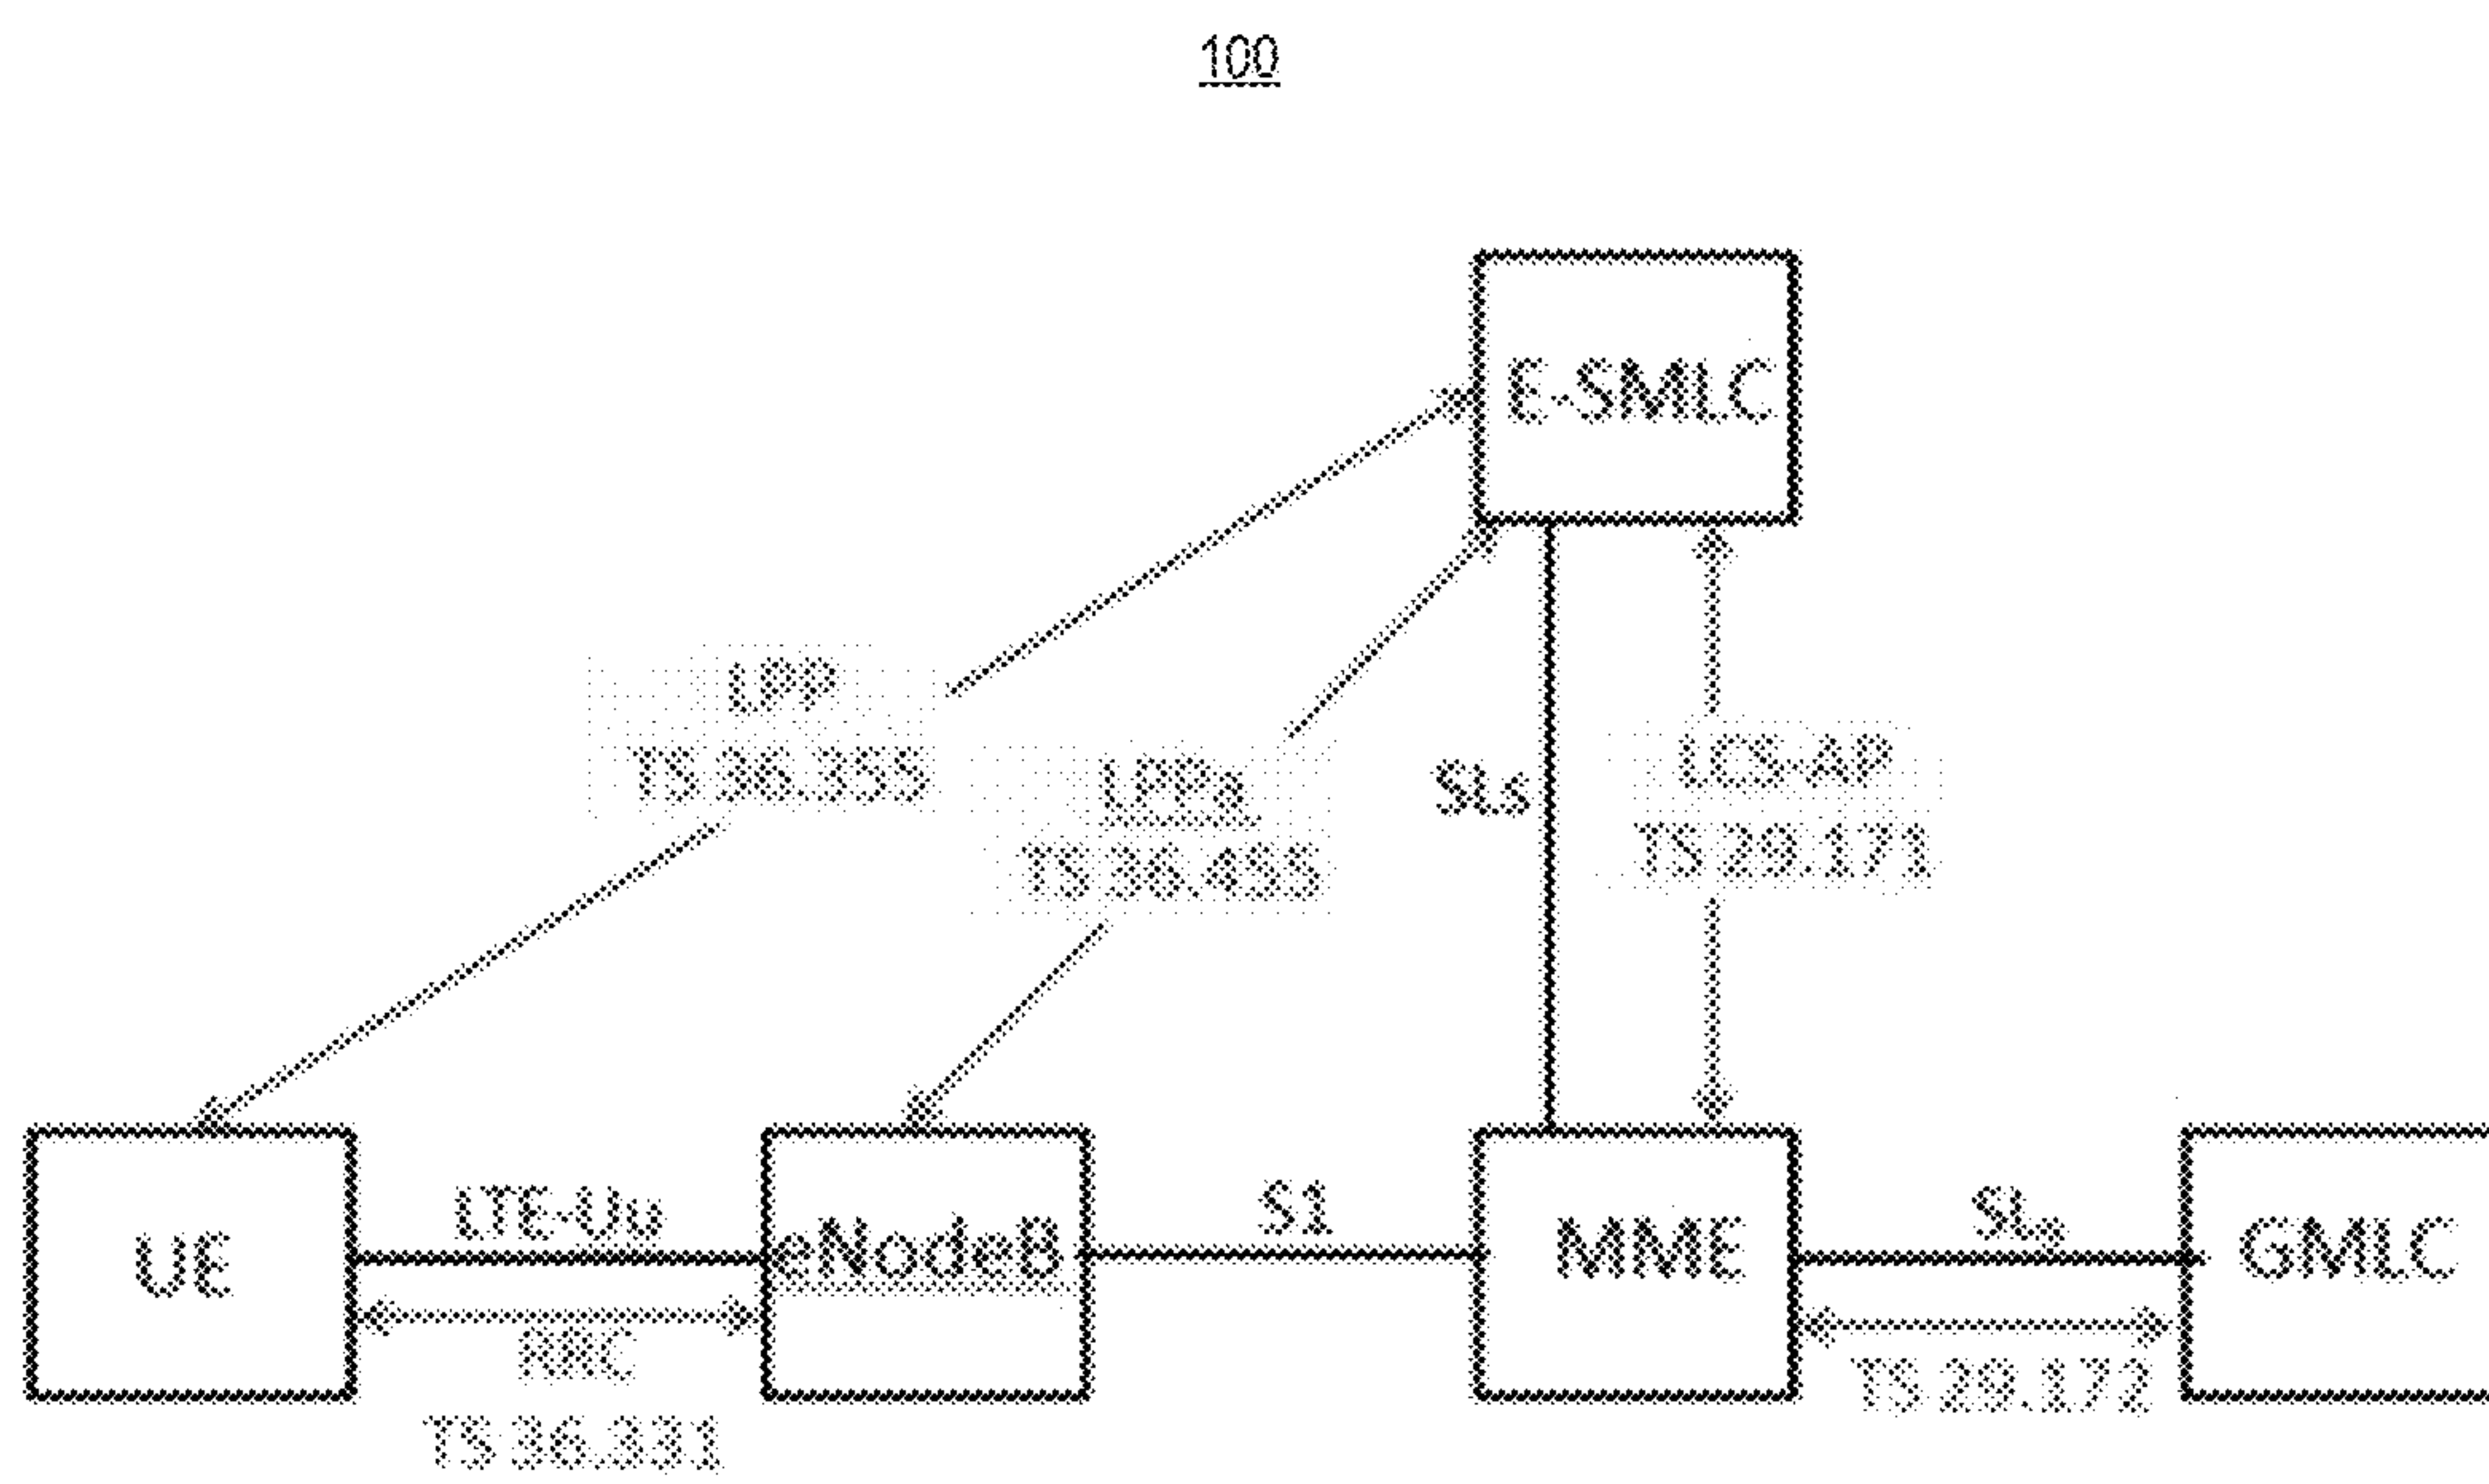 100
E-SMLC
LPP
TS 36.355
LPPa
TS 36.455
SLs
LCS-AP
TS 29.171
UE
LTE-Uu
RRC
TS 36.331
eNodeB
S1
MME
SLg
TS 29.172
GMLC